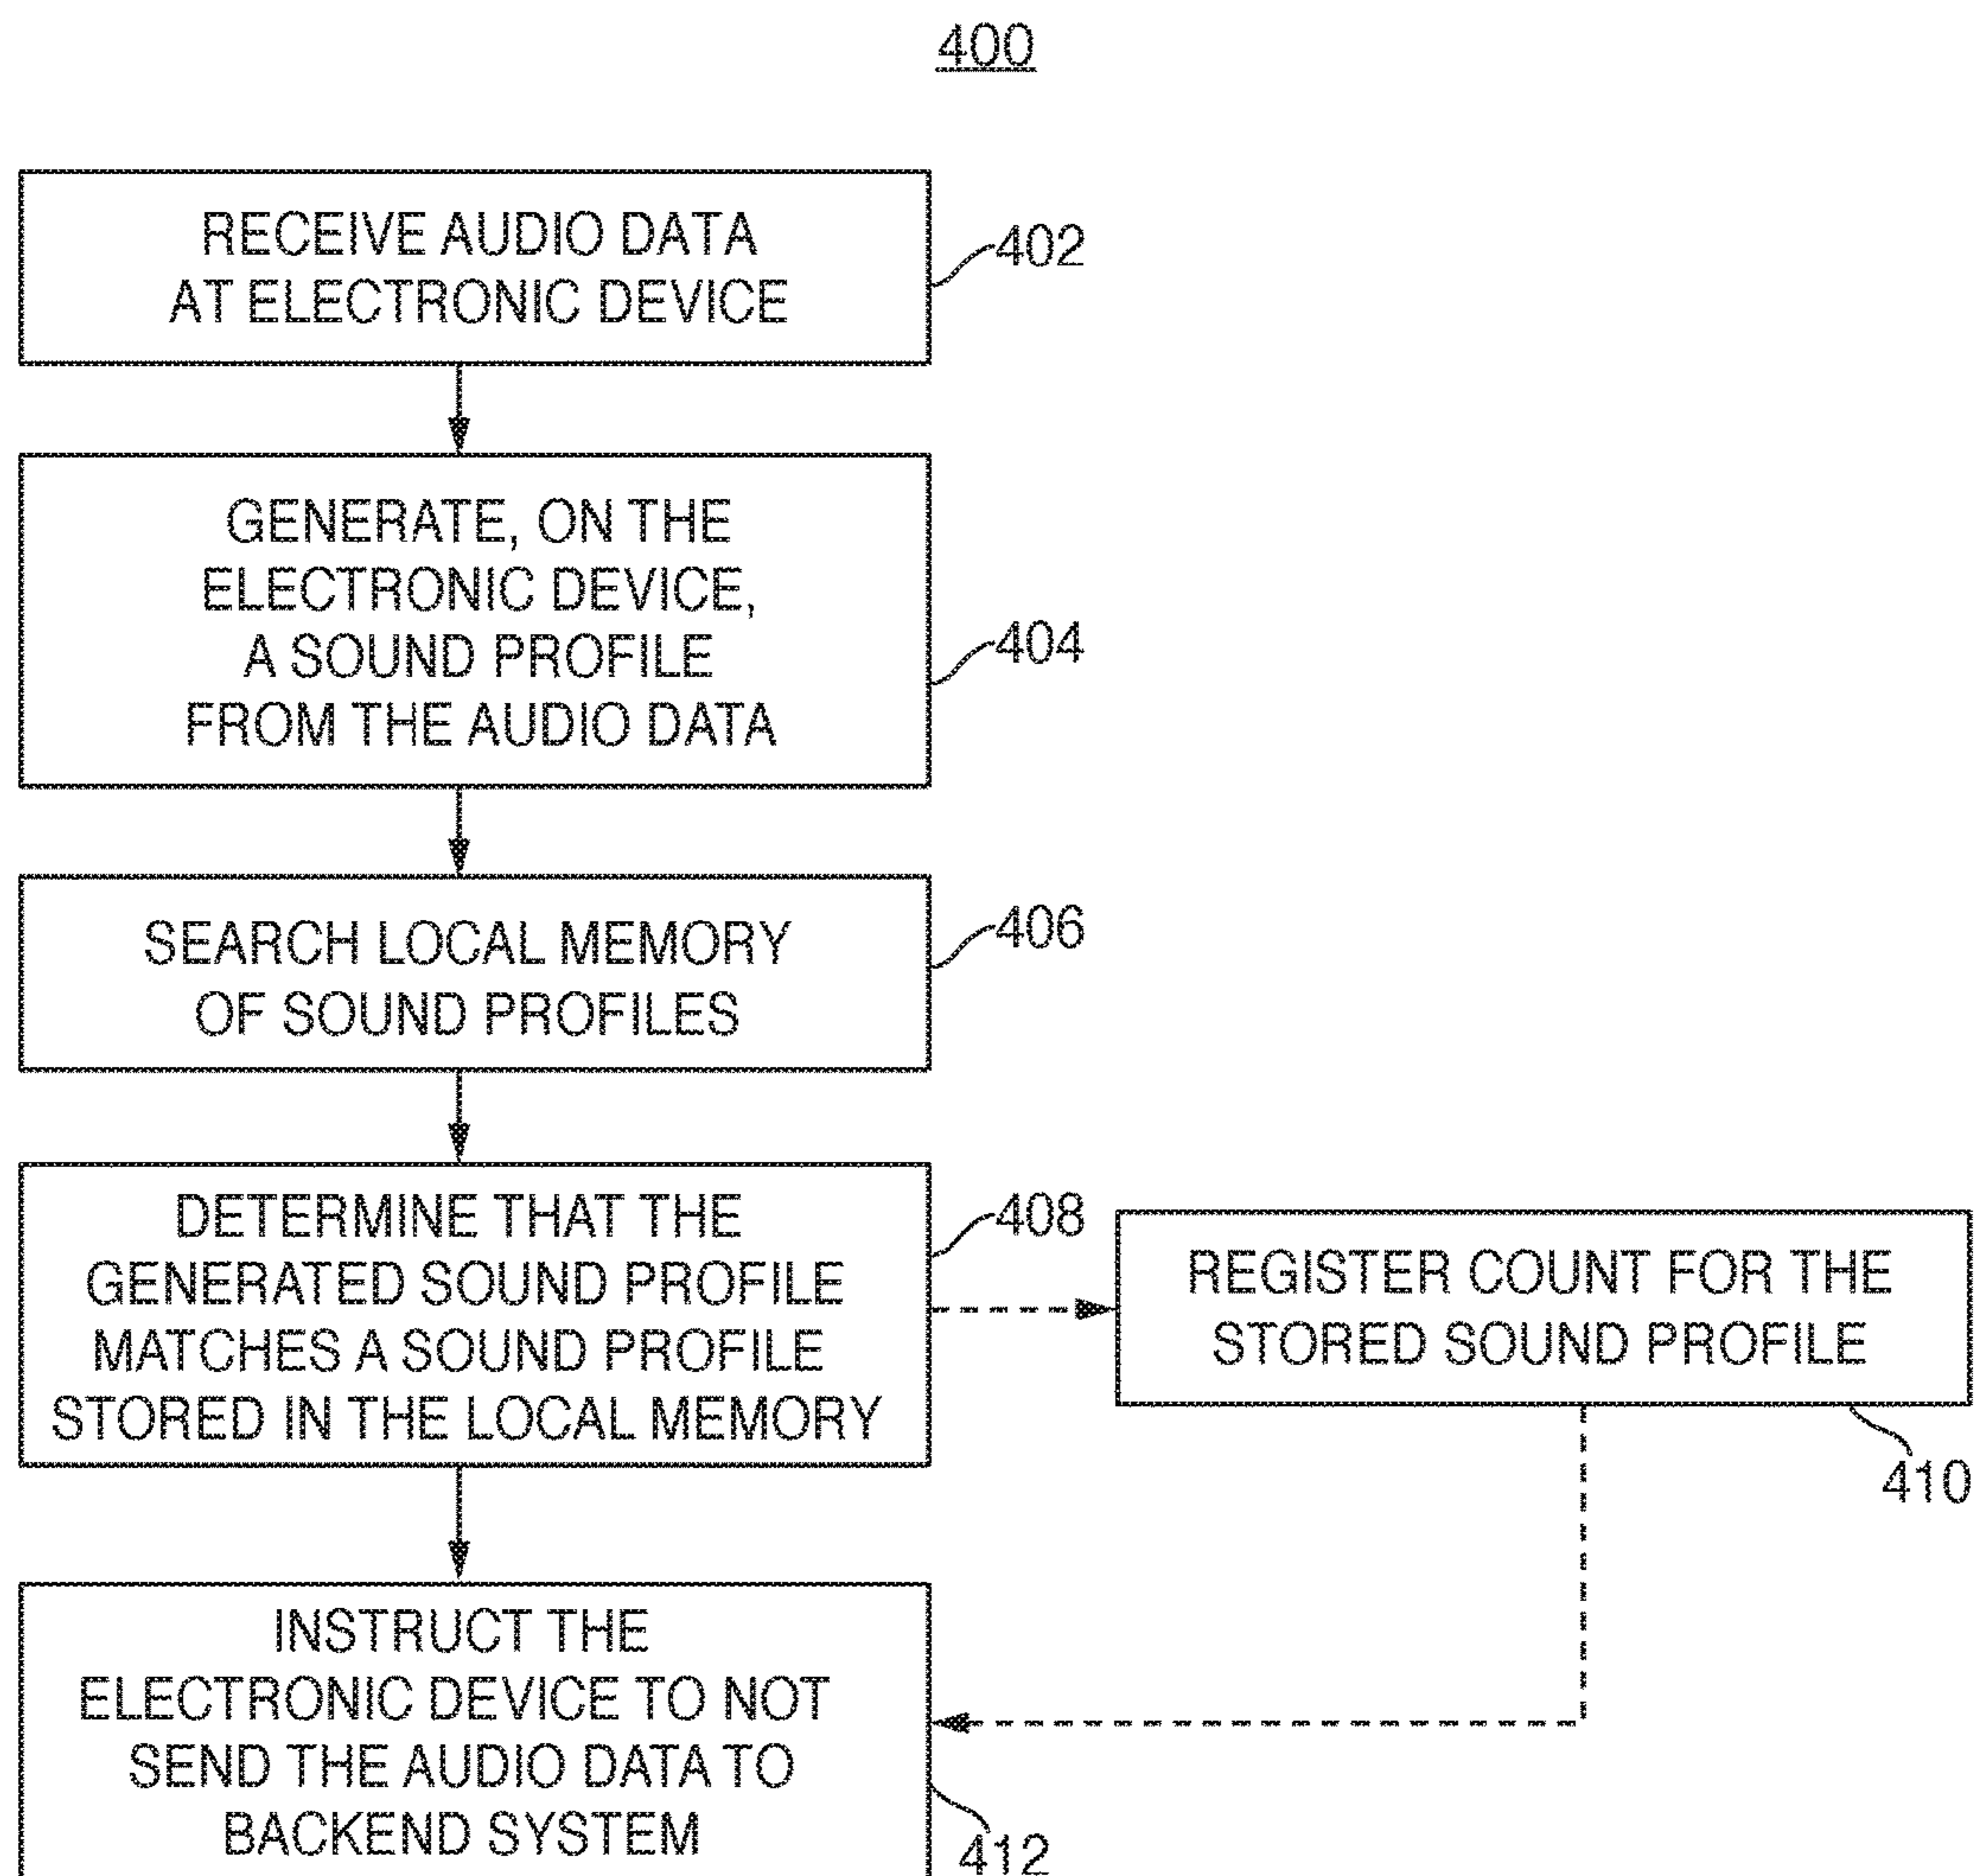 400
RECEIVE AUDIO DATA
AT ELECTRONIC DEVICE
402
GENERATE, ON THE
ELECTRONIC DEVICE,
A SOUND PROFILE
FROM THE AUDIO DATA
404
SEARCH LOCAL MEMORY
OF SOUND PROFILES
406
DETERMINE THAT THE
GENERATED SOUND PROFILE
MATCHES A SOUND PROFILE
STORED IN THE LOCAL MEMORY
408
REGISTER COUNT FOR THE
STORED SOUND PROFILE
410
INSTRUCT THE
ELECTRONIC DEVICE TO NOT
SEND THE AUDIO DATA TO
BACKEND SYSTEM
412